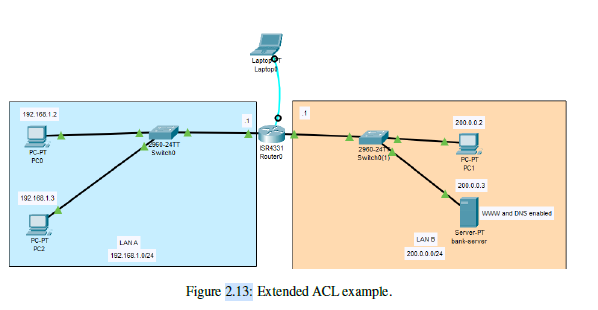 Laptop-PT
Laptop0
192.168.1.2
PC-PT
PC0
2960-24TT
Switch0
.1
ISR4331
Router0
.1
2960-24TT
Switch0(1)
200.0.0.2
PC-PT
PC1
192.168.1.3
PC-PT
PC2
200.0.0.3
WWW and DNS enabled
Server-PT
bank-server
LAN A
192.168.1.0/24
LAN B
200.0.0.0/24
Figure 2.13: Extended ACL example.